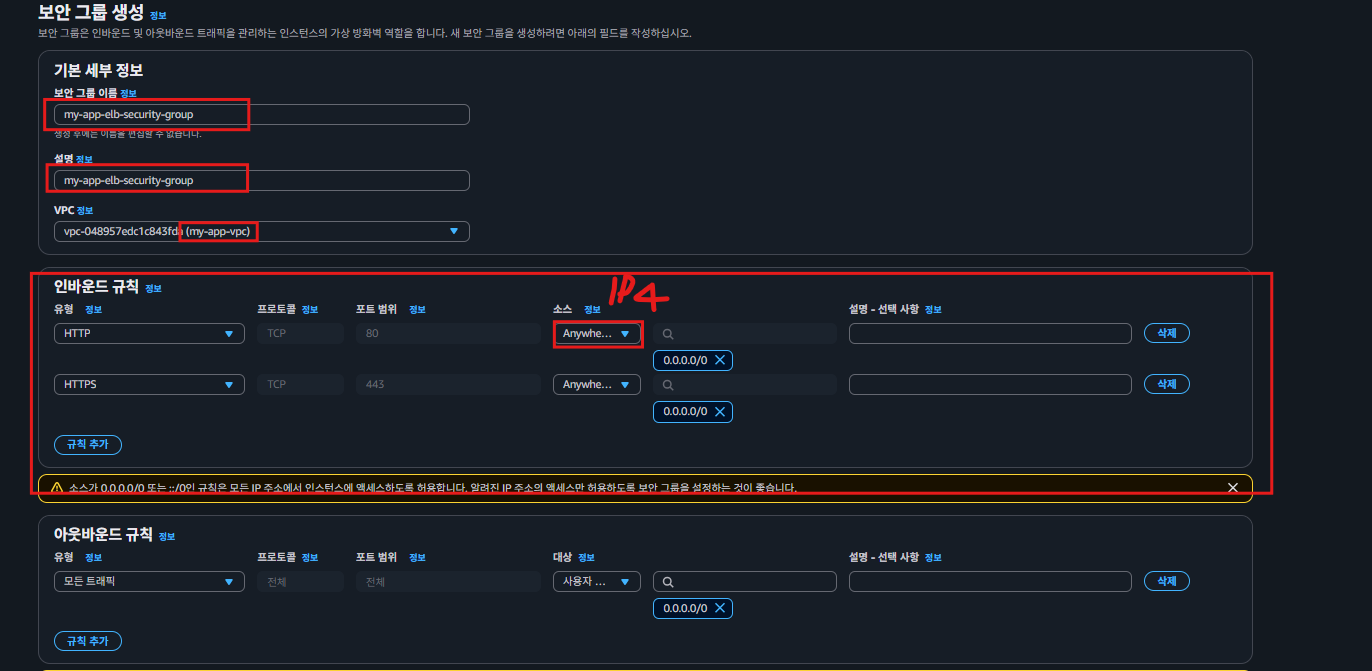 보안 그룹 생성 정보
보안 그룹은 인바운드 및 아웃바운드 트래픽을 관리하는 인스턴스의 가상 방화벽 역할을 합니다. 새 보안 그룹을 생성하려면 아래의 필드를 작성하십시오.
기본 세부 정보
보안 그룹 이름 정보
my-app-elb-security-group
생성 후에는 이름을 편집할 수 없습니다.
설명 정보
my-app-elb-security-group
VPC 정보
vpc-048957edc1c843fda (my-app-vpc)
인바운드 규칙 정보
IP4
유형 정보 프로토콜 정보 포트 범위 정보 소스 정보 설명 - 선택 사항 정보
HTTP TCP 80 Anywhe... 삭제
0.0.0.0/0
HTTPS TCP 443 Anywhe... 삭제
0.0.0.0/0
규칙 추가
소스가 0.0.0.0/0 또는 ::/0인 규칙은 모든 IP 주소에서 인스턴스에 액세스하도록 허용합니다. 알려진 IP 주소의 액세스만 허용하도록 보안 그룹을 설정하는 것이 좋습니다.
아웃바운드 규칙 정보
유형 정보 프로토콜 정보 포트 범위 정보 대상 정보 설명 - 선택 사항 정보
모든 트래픽 전체 전체 사용자 ... 삭제
0.0.0.0/0
규칙 추가